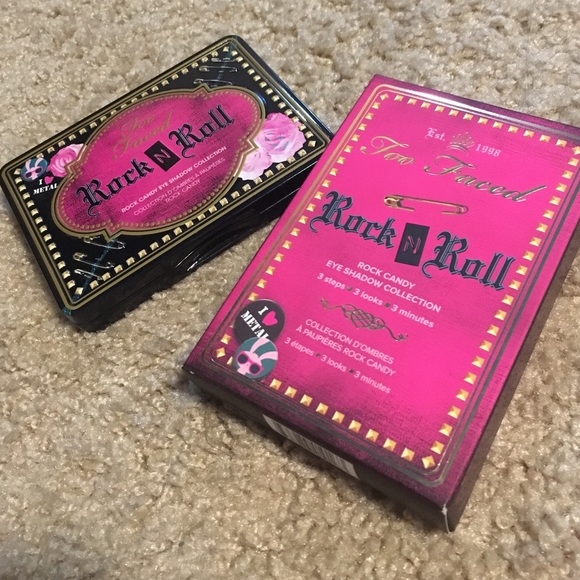 Too Faced
Rock N Roll
ROCK CANDY EYE SHADOW COLLECTION
COLLECTION D'OMBRES À PAUPIÈRES
ROCK CANDY
I
METAL
Est. 1998
Too Faced
Rock N Roll
ROCK CANDY
EYE SHADOW COLLECTION
3 steps 3 looks 3 minutes
COLLECTION D'OMBRES
À PAUPIÈRES ROCK CANDY
3 étapes 3 looks 3 minutes
I
METAL